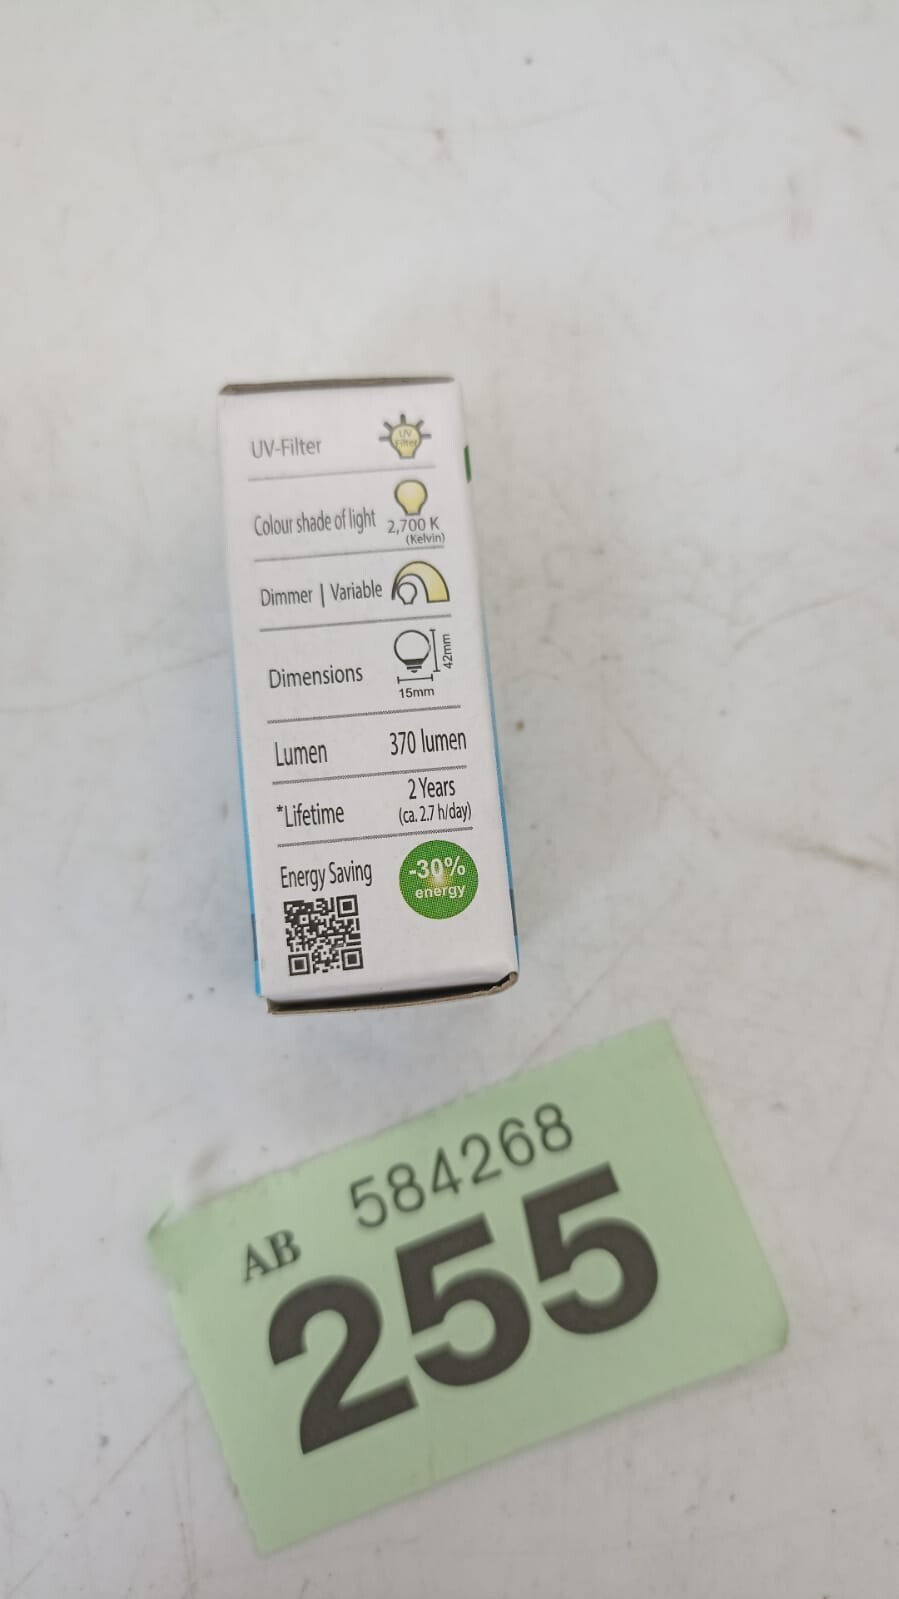 UV-Filter
UV
Filter
Colour shade of light
2,700 K
(Kelvin)
Dimmer | Variable
Dimensions
42mm
15mm
Lumen 370 lumen
*Lifetime
2 Years
(ca. 2.7 h/day)
Energy Saving
-30%
energy
AB 584268
255